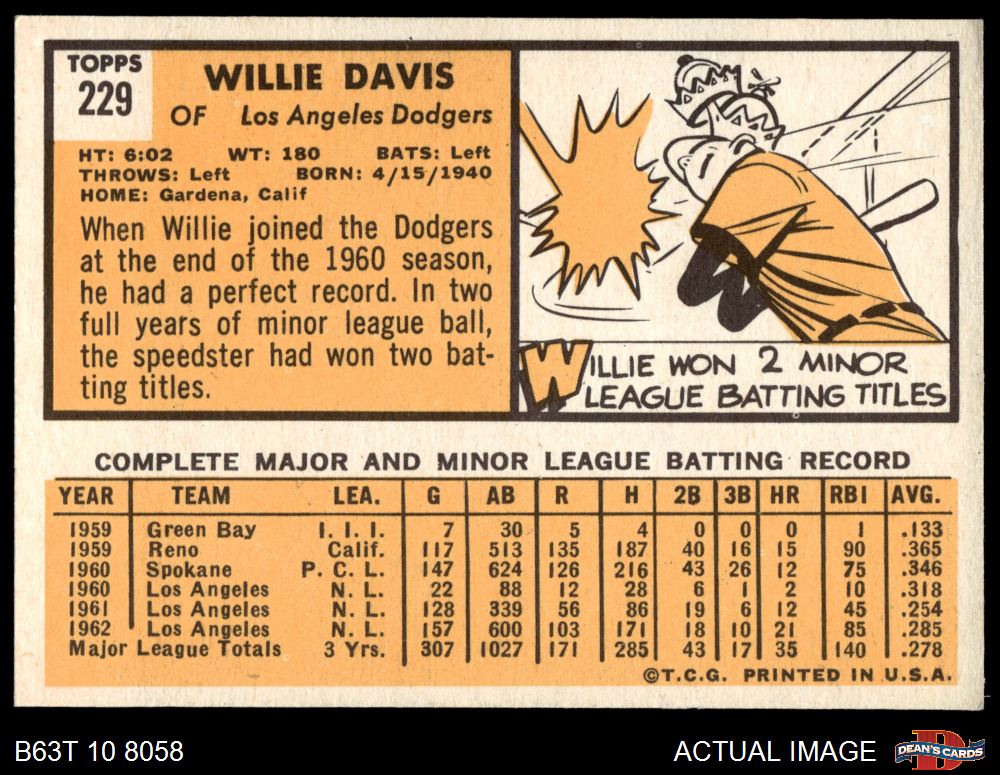 TOPPS
229
WILLIE DAVIS
OF Los Angeles Dodgers
HT: 6:02 WT: 180 BATS: Left
THROWS: Left BORN: 4/15/1940
HOME: Gardena, Calif
When Willie joined the Dodgers
at the end of the 1960 season,
he had a perfect record. In two
full years of minor league ball,
the speedster had won two bat-
ting titles.
WILLIE WON 2 MINOR
LEAGUE BATTING TITLES
COMPLETE MAJOR AND MINOR LEAGUE BATTING RECORD
YEAR TEAM LEA. G AB R H 2B 3B HR RBI AVG.
1959 Green Bay I. I. I. 7 30 5 4 0 0 0 1 .133
1959 Reno Calif. 117 513 135 187 40 16 15 90 .365
1960 Spokane P. C. L. 147 624 126 216 43 26 12 75 .346
1960 Los Angeles N. L. 22 88 12 28 6 1 2 10 .318
1961 Los Angeles N. L. 128 339 56 86 19 6 12 45 .254
1962 Los Angeles N. L. 157 600 103 171 18 10 21 85 .285
Major League Totals 3 Yrs. 307 1027 171 285 43 17 35 140 .278
©T.C.G. PRINTED IN U.S.A.
B63T 10 8058
ACTUAL IMAGE
DEAN'S CARDS